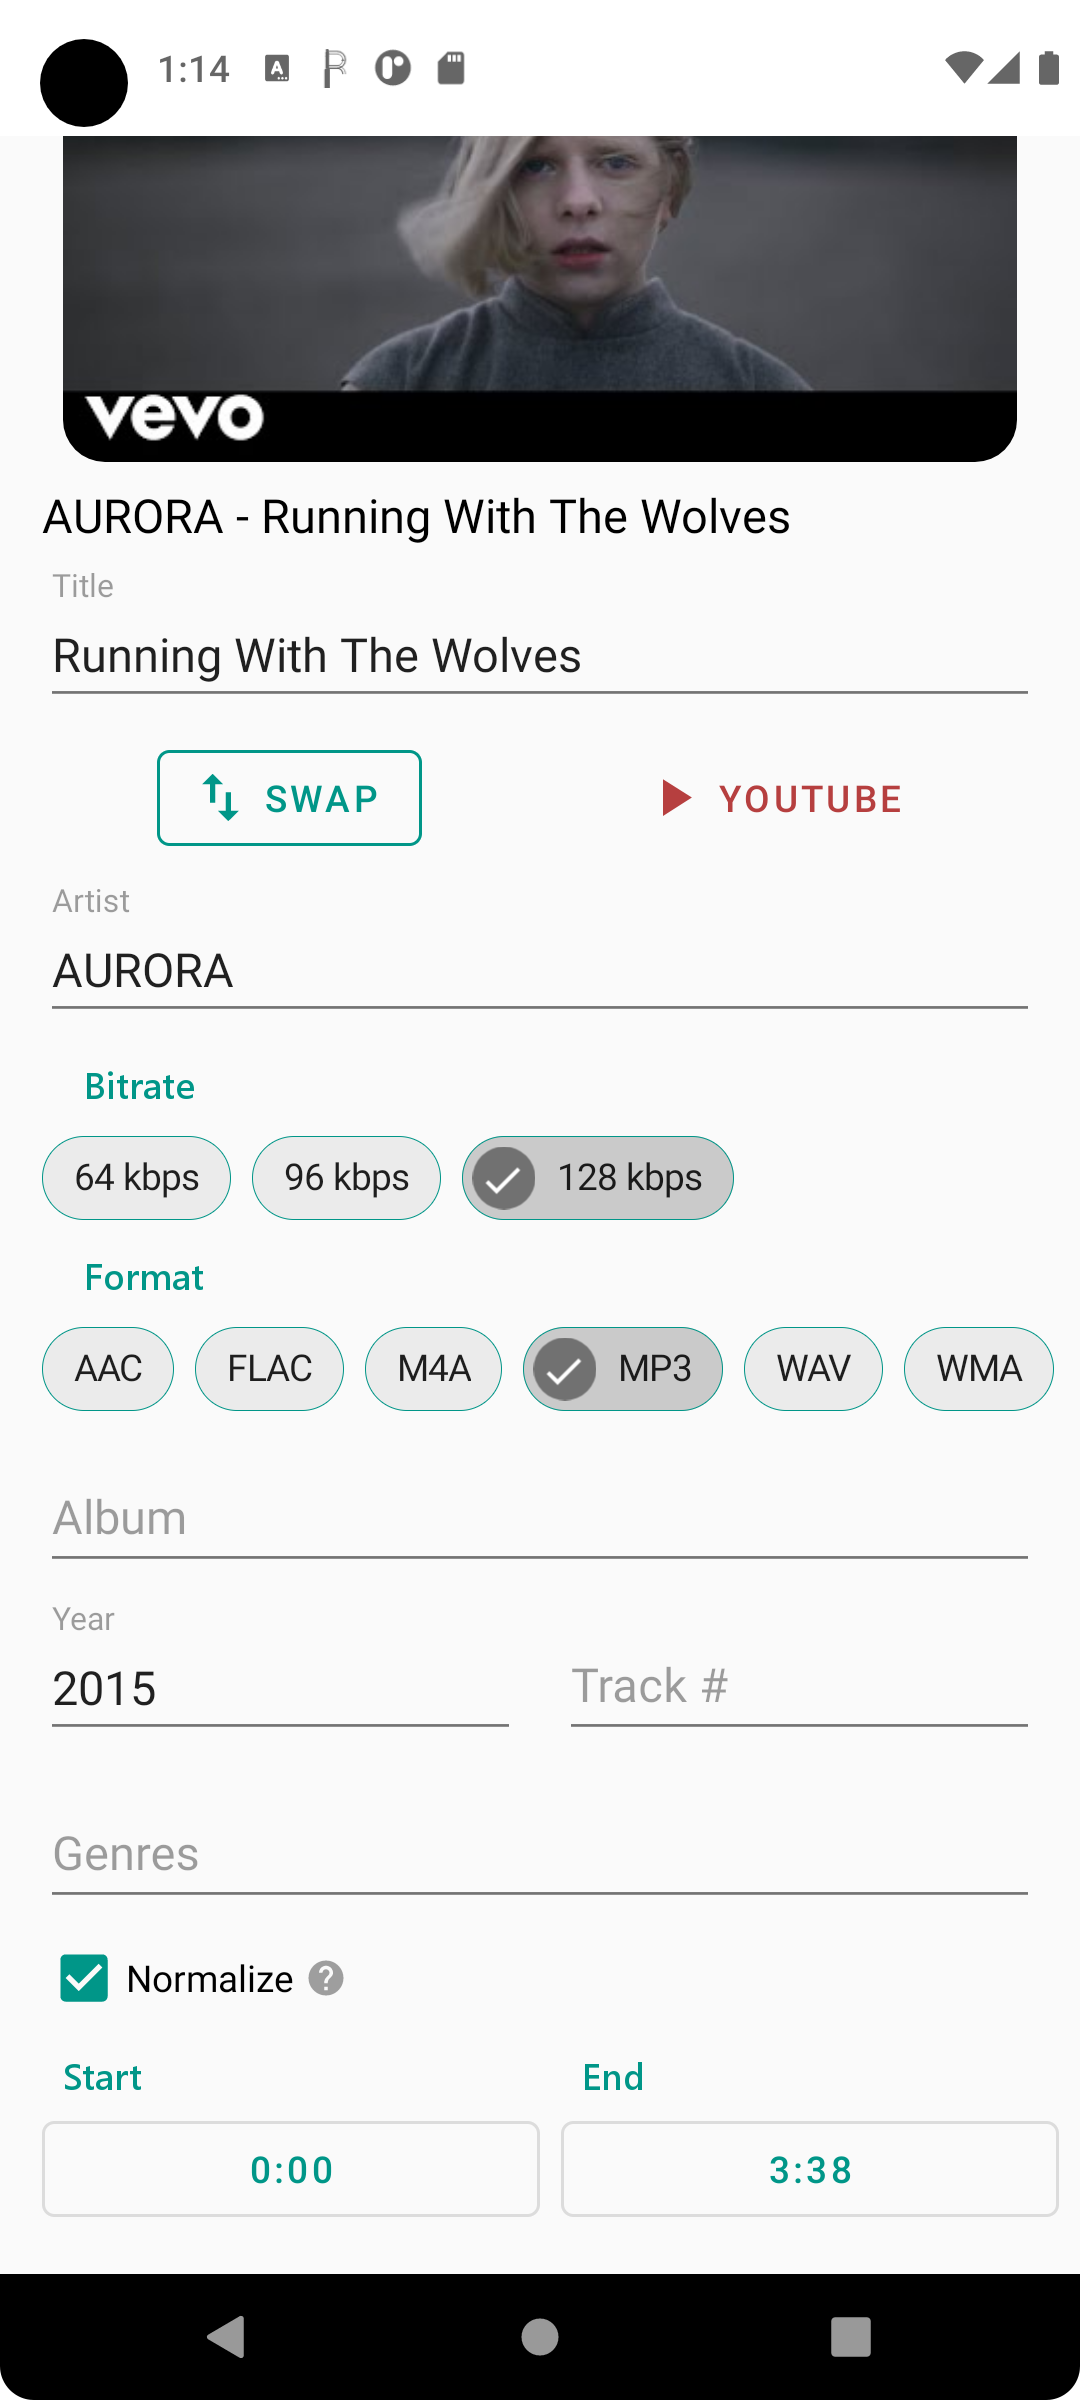 1:14
vevo
AURORA - Running With The Wolves
Title
Running With The Wolves
SWAP YOUTUBE
Artist
AURORA
Bitrate
64 kbps 96 kbps 128 kbps
Format
AAC FLAC M4A MP3 WAV WMA
Album
Year
2015 Track #
Genres
Normalize ?
Start End
0:00 3:38